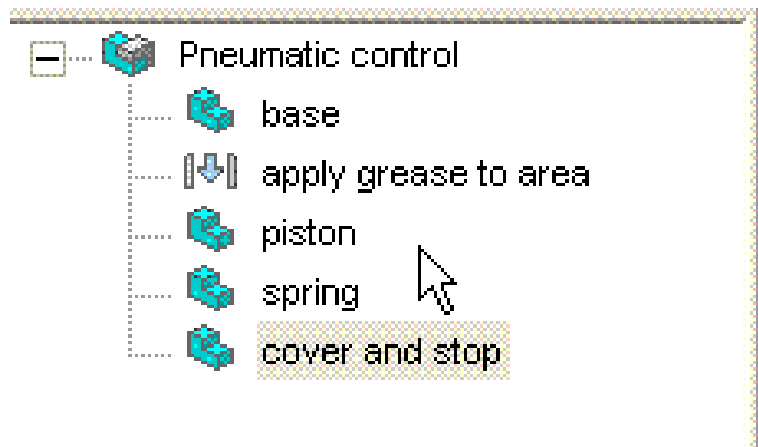 Pneumatic control
base
apply grease to area
piston
spring
cover and stop